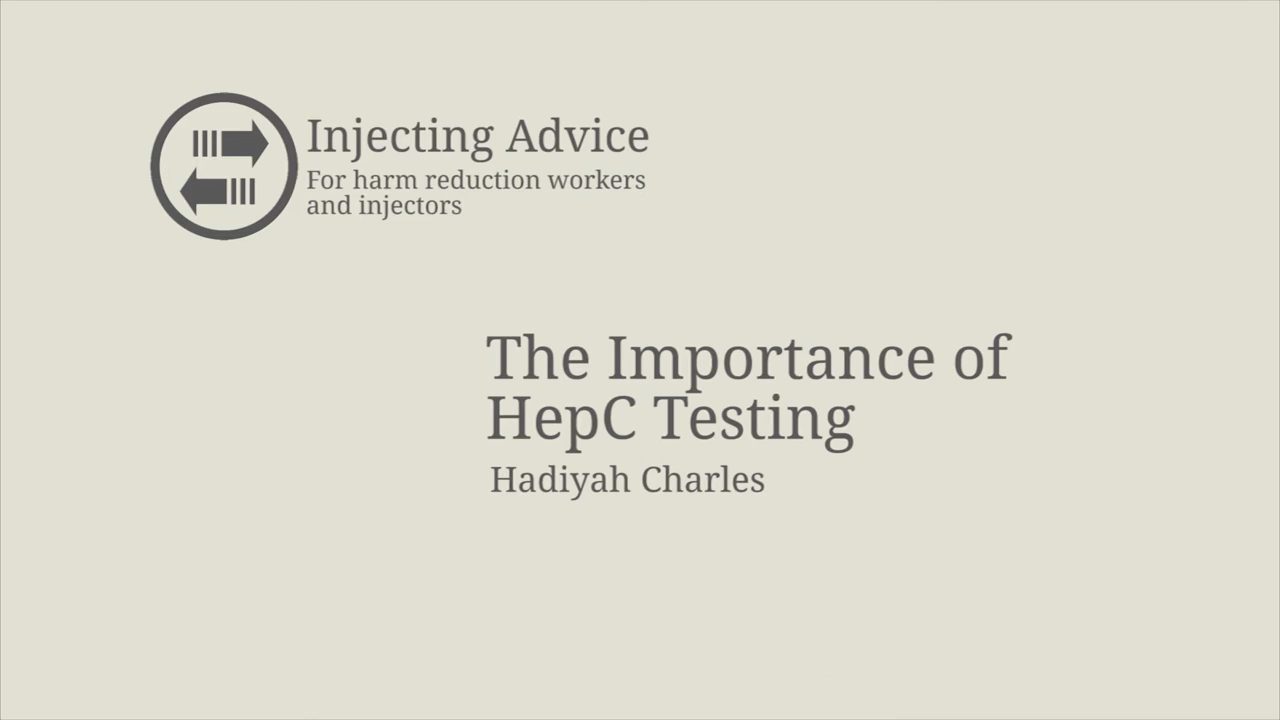 Injecting Advice
For harm reduction workers
and injectors
The Importance of
HepC Testing
Hadiyah Charles